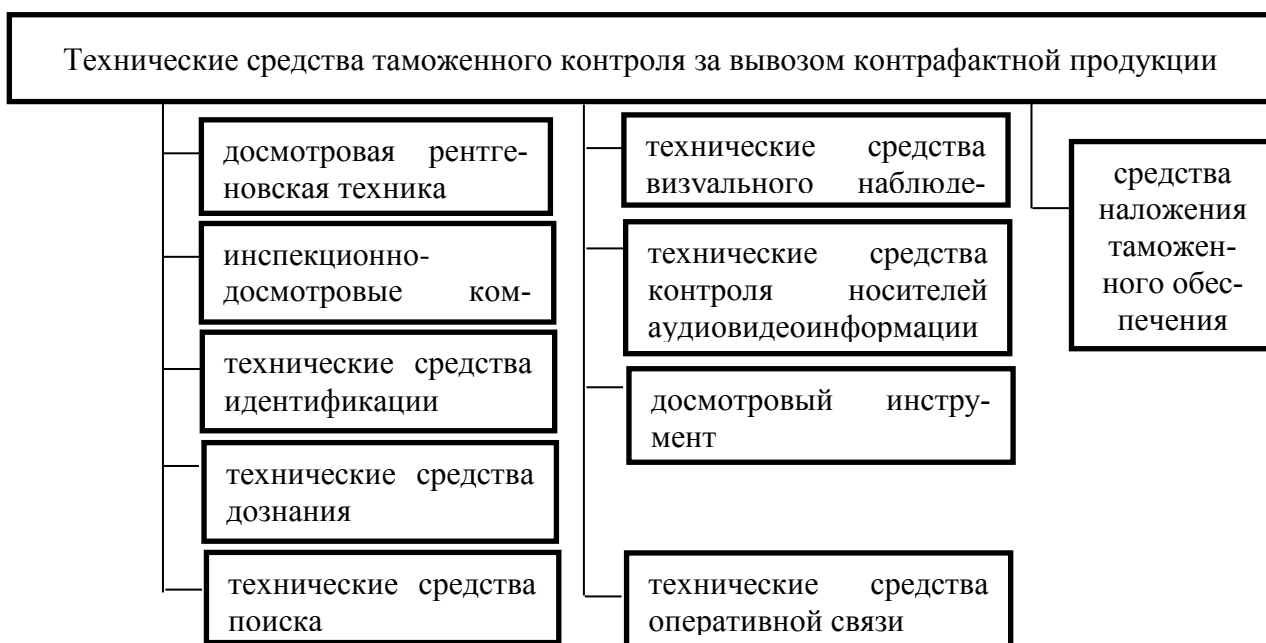 Технические средства таможенного контроля за вывозом контрафактной продукции
досмотровая рентге-
новская техника
инспекционно-
досмотровые ком-
технические средства
идентификации
технические средства
дознания
технические средства
поиска
технические средства
визуального наблюде-
технические средства
контроля носителей
аудиовидеоинформации
досмотровый инстру-
мент
технические средства
оперативной связи
средства
наложения
таможен-
ного обес-
печения